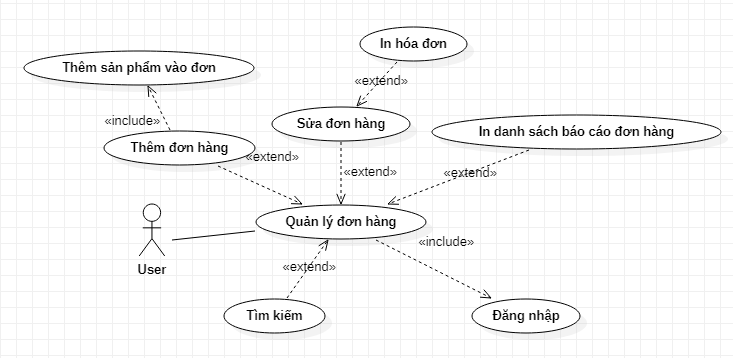 In hóa đơn
Thêm sản phẩm vào đơn
«extend»
«include»
Sửa đơn hàng
In danh sách báo cáo đơn hàng
Thêm đơn hàng
«extend»
«extend»
«extend»
Quản lý đơn hàng
«include»
User
«extend»
Tìm kiếm
Đăng nhập